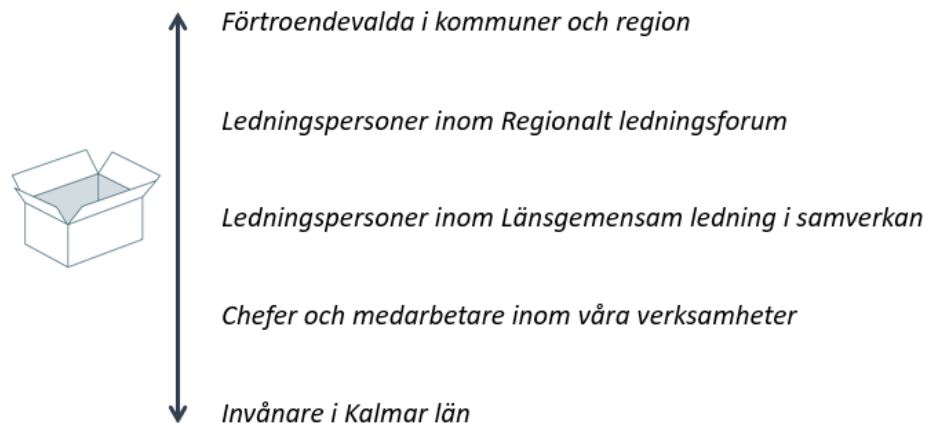 Förtroendevalda i kommuner och region
Ledningspersoner inom Regionalt ledningsforum
Ledningspersoner inom Länsgemensam ledning i samverkan
Chefer och medarbetare inom våra verksamheter
Invånare i Kalmar län